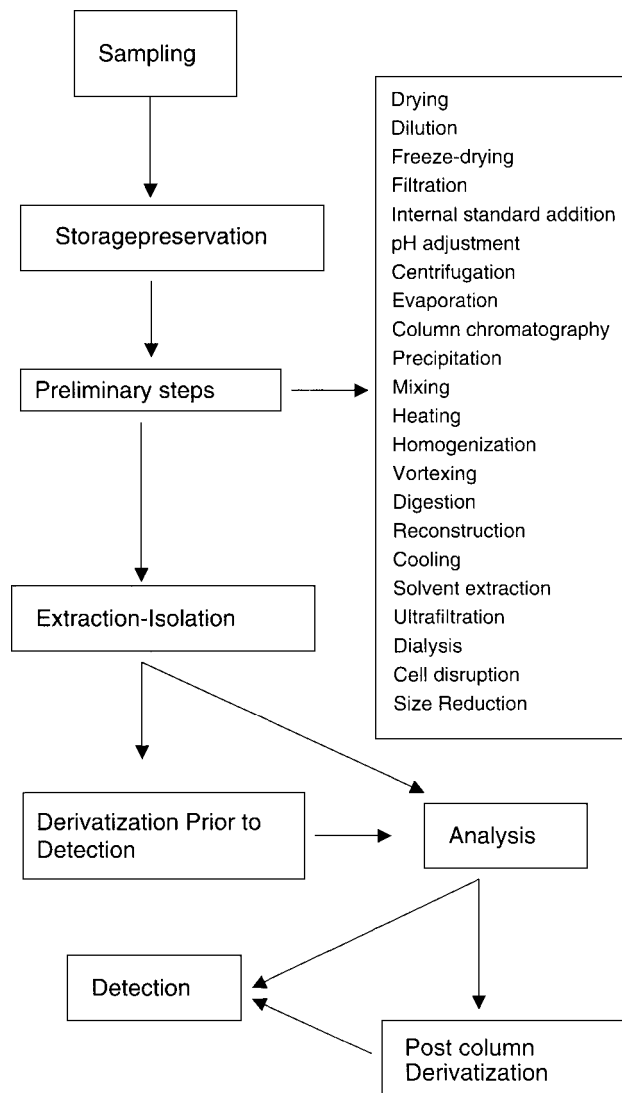 Sampling
Storagepreservation
Preliminary steps
Drying
Dilution
Freeze-drying
Filtration
Internal standard addition
pH adjustment
Centrifugation
Evaporation
Column chromatography
Precipitation
Mixing
Heating
Homogenization
Vortexing
Digestion
Reconstruction
Cooling
Solvent extraction
Ultrafiltration
Dialysis
Cell disruption
Size Reduction
Extraction-Isolation
Derivatization Prior to
Detection
Analysis
Detection
Post column
Derivatization